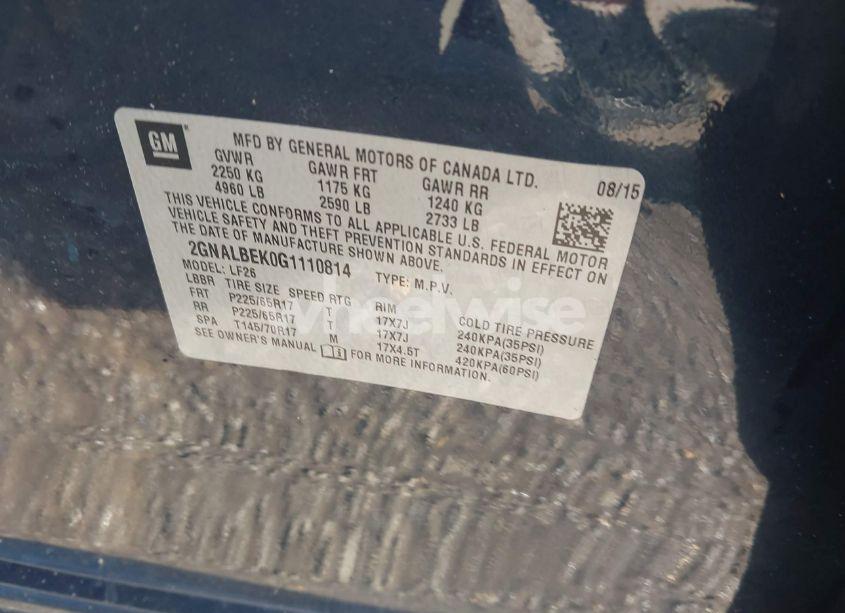 GM
MFD BY GENERAL MOTORS OF CANADA LTD.
08/15
GVWR GAWR FRT GAWR RR
2250 KG 1175 KG 1240 KG
4960 LB 2590 LB 2733 LB
THIS VEHICLE CONFORMS TO ALL APPLICABLE U.S. FEDERAL MOTOR
VEHICLE SAFETY AND THEFT PREVENTION STANDARDS IN EFFECT ON
THE DATE OF MANUFACTURE SHOWN ABOVE.
2GNALBEK0G1110814 TYPE: M.P.V.
MODEL: LF26
LBBR TIRE SIZE SPEED RTG RIM COLD TIRE PRESSURE
FRT P225/65R17 T 17X7J 240KPA(35PSI)
RR P225/65R17 T 17X7J 240KPA(35PSI)
SPA T145/70R17 M 17X4.5T 420KPA(60PSI)
SEE OWNER'S MANUAL FOR MORE INFORMATION.
wheelwise